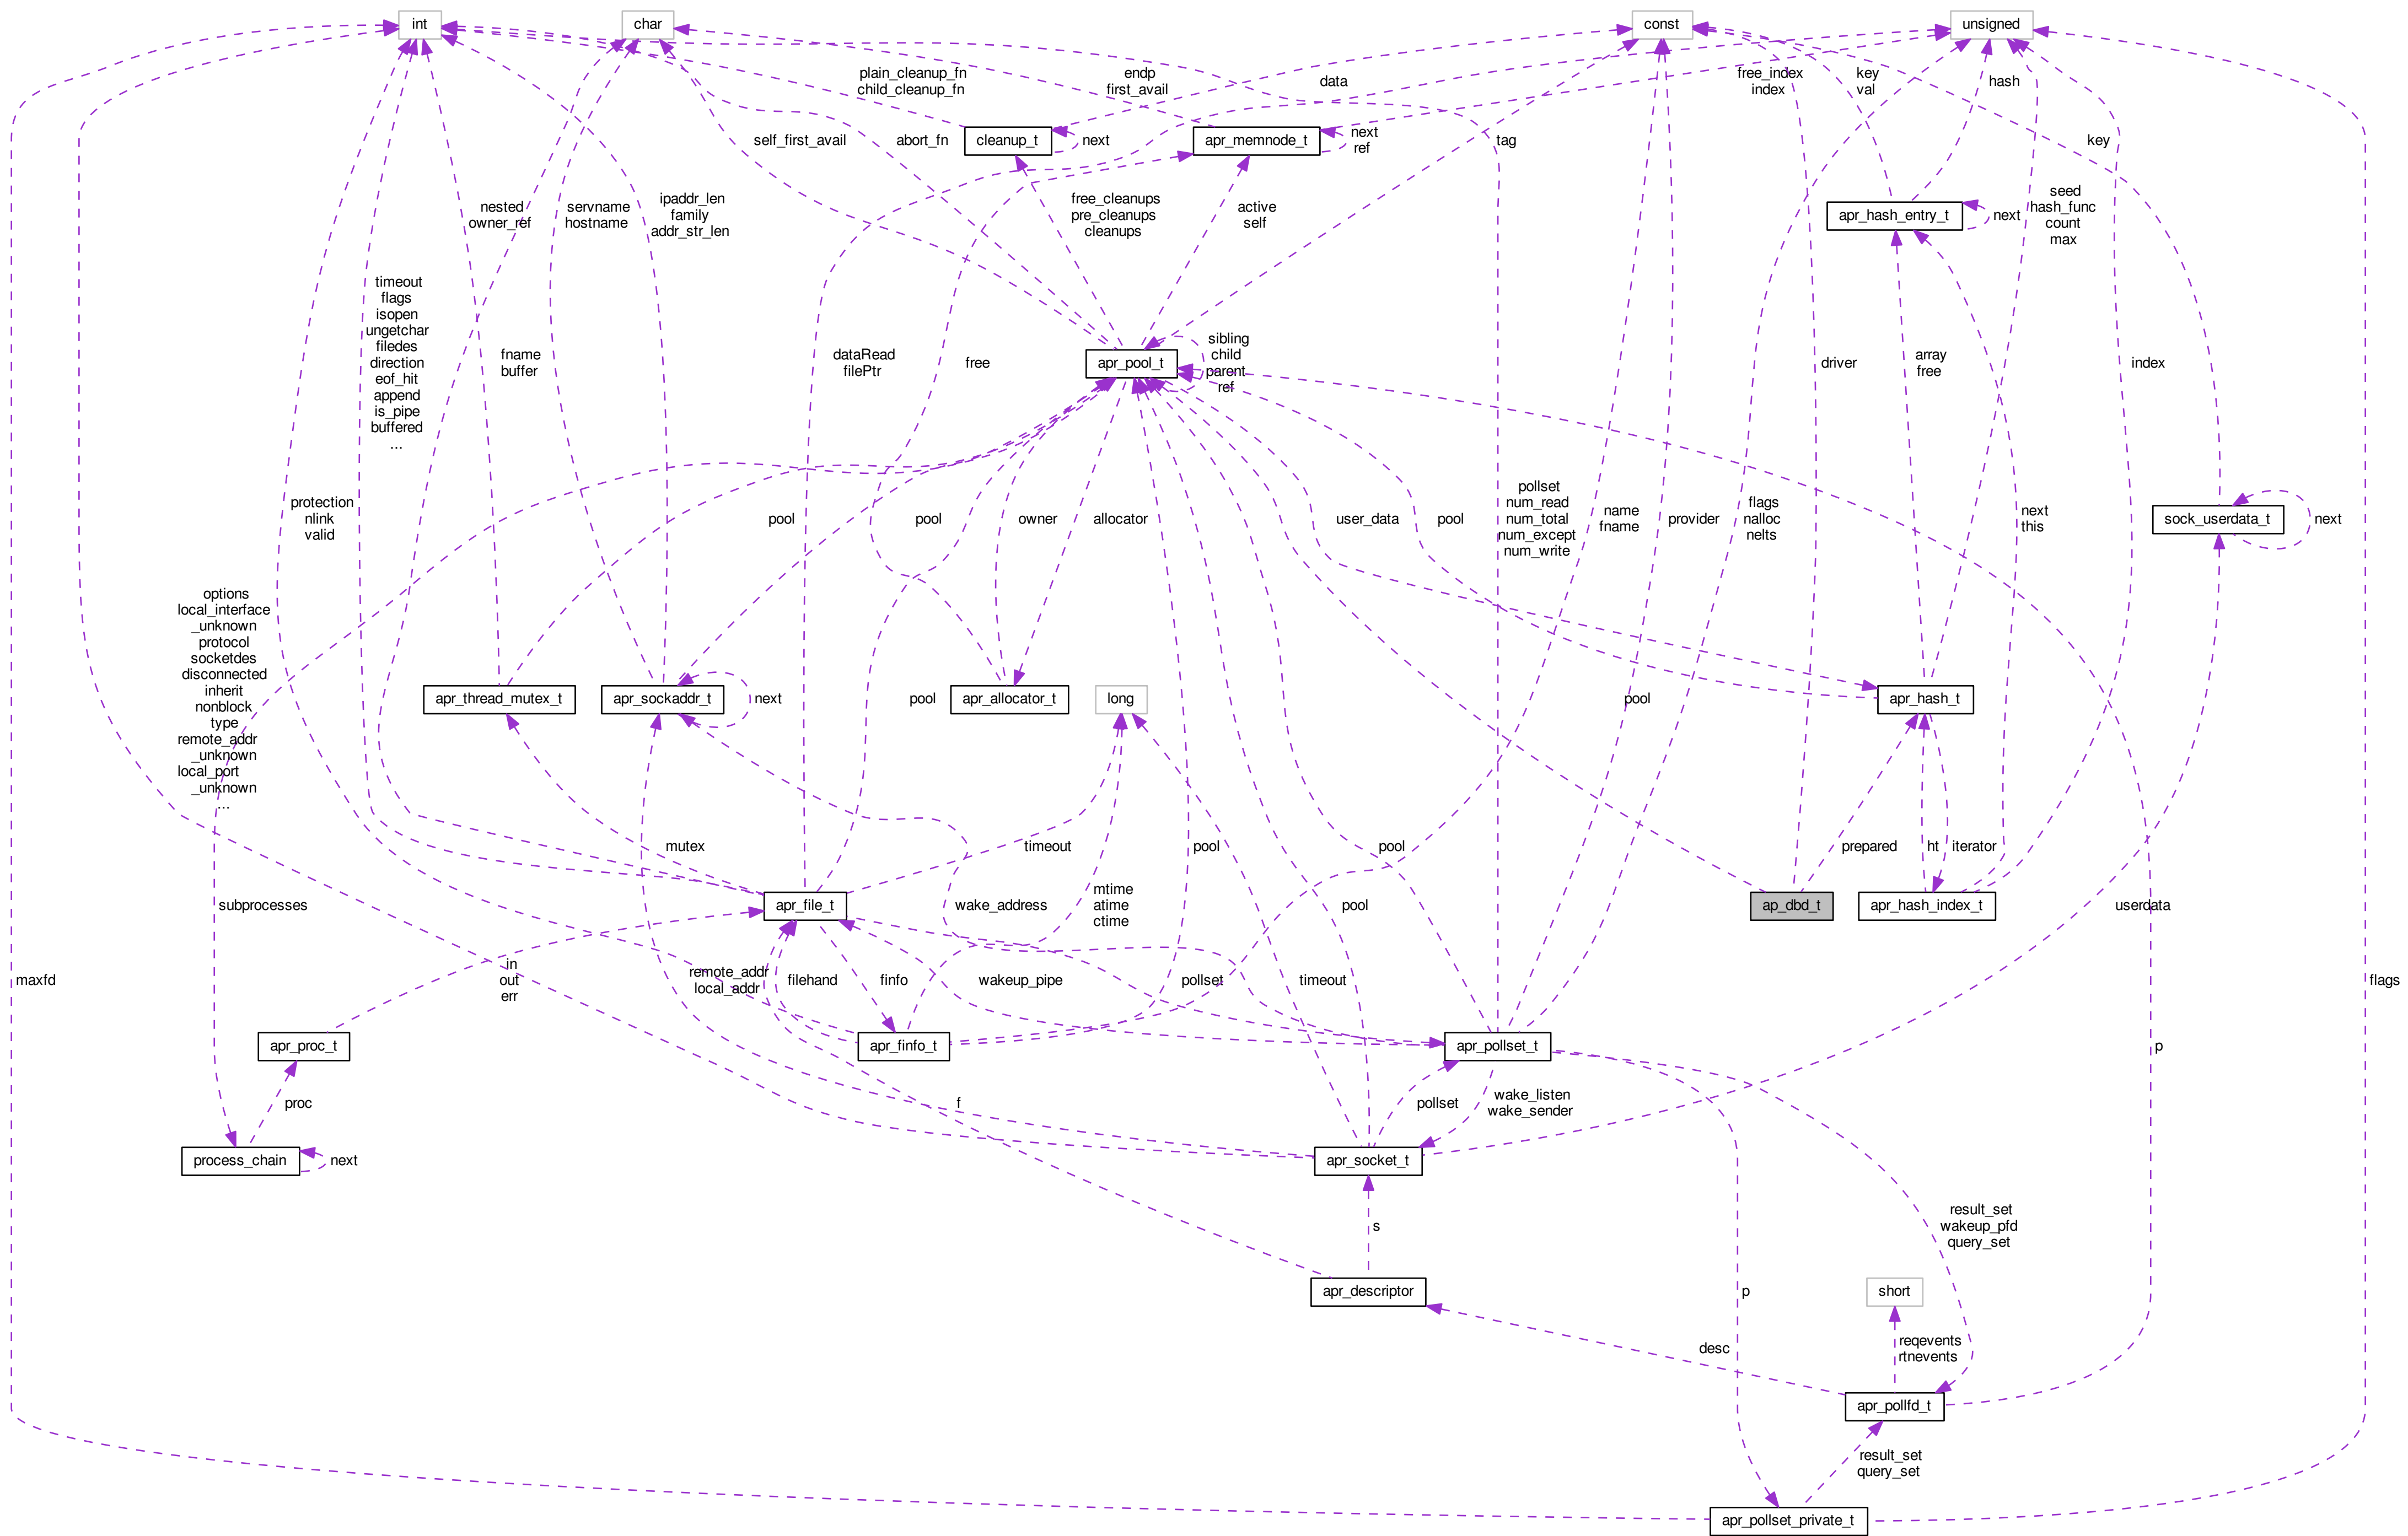 int
char
const
unsigned
plain_cleanup_fn
child_cleanup_fn
endp
first_avail
data
free_index
index
key
val
hash
self_first_avail
abort_fn
cleanup_t
next
apr_memnode_t
next
ref
tag
key
nested
owner_ref
servname
hostname
ipaddr_len
family
addr_str_len
free_cleanups
pre_cleanups
cleanups
active
self
apr_hash_entry_t
next
seed
hash_func
count
max
timeout
flags
isopen
ungetchar
filedes
direction
eof_hit
append
is_pipe
buffered
...
fname
buffer
dataRead
filePtr
free
apr_pool_t
sibling
child
parent
ref
driver
array
free
index
protection
nlink
valid
pool
pool
owner
allocator
user_data
pool
pollset
num_read
num_total
num_except
num_write
name
fname
provider
flags
nalloc
nelts
next
this
sock_userdata_t
next
options
local_interface
_unknown
protocol
socketdes
disconnected
inherit
nonblock
type
remote_addr
_unknown
local_port
_unknown
...
apr_thread_mutex_t
apr_sockaddr_t
next
pool
apr_allocator_t
long
pool
apr_hash_t
mutex
timeout
pool
pool
prepared
ht
iterator
subprocesses
apr_file_t
wake_address
mtime
atime
ctime
pool
ap_dbd_t
apr_hash_index_t
userdata
maxfd
in
out
err
remote_addr
local_addr
filehand
finfo
wakeup_pipe
pollset
timeout
flags
apr_proc_t
apr_finfo_t
apr_pollset_t
p
proc
f
pollset
wake_listen
wake_sender
process_chain
next
apr_socket_t
s
result_set
wakeup_pfd
query_set
apr_descriptor
p
short
desc
reqevents
rtnevents
apr_pollfd_t
result_set
query_set
apr_pollset_private_t